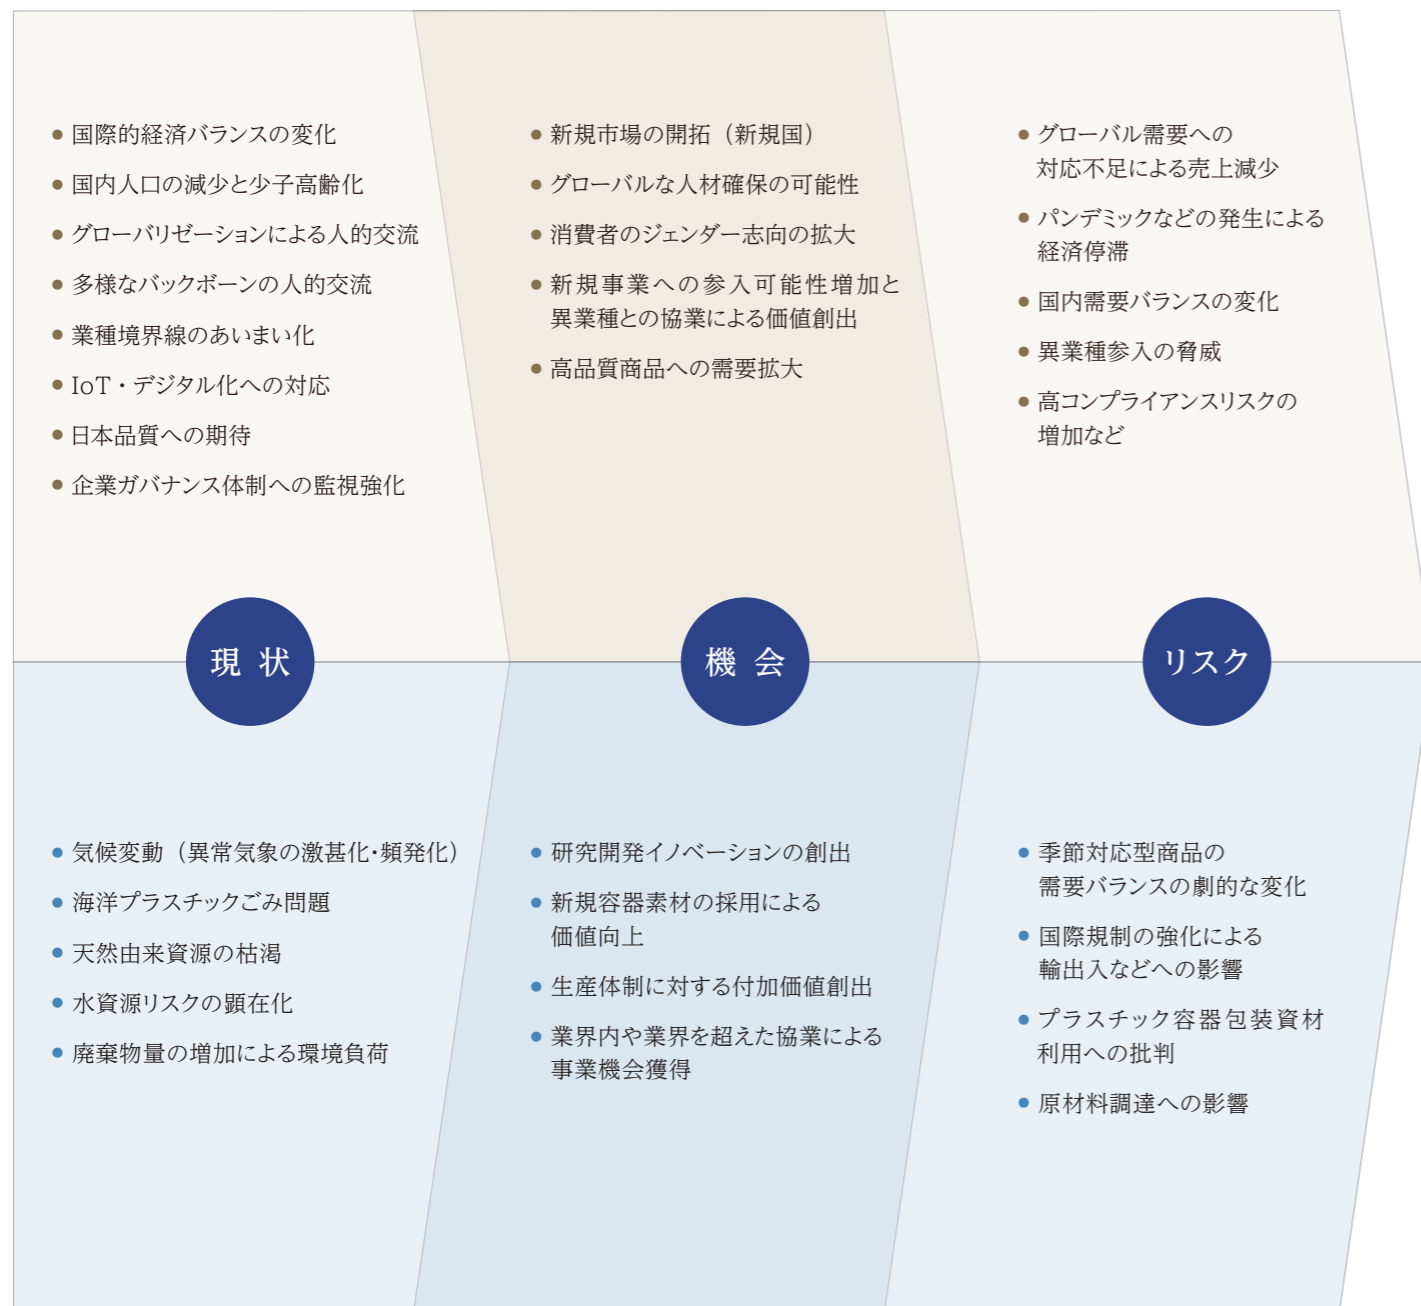 国際的経済バランスの変化
国内人口の減少と少子高齢化
グローバリゼーションによる人的交流
多様なバックボーンの人的交流
業種境界線のあいまい化
IoT・デジタル化への対応
日本品質への期待
企業ガバナンス体制への監視強化
新規市場の開拓（新規国）
グローバルな人材確保の可能性
消費者のジェンダー志向の拡大
新規事業への参入可能性増加と
異業種との協業による価値創出
高品質商品への需要拡大
グローバル需要への
対応不足による売上減少
パンデミックなどの発生による
経済停滞
国内需要バランスの変化
異業種参入の脅威
高コンプライアンスリスクの
増加など
現状
機会
リスク
気候変動（異常気象の激甚化・頻発化）
海洋プラスチックごみ問題
天然由来資源の枯渇
水資源リスクの顕在化
廃棄物量の増加による環境負荷
研究開発イノベーションの創出
新規容器素材の採用による
価値向上
生産体制に対する付加価値創出
業界内や業界を超えた協業による
事業機会獲得
季節対応型商品の
需要バランスの劇的な変化
国際規制の強化による
輸出入などへの影響
プラスチック容器包装資材
利用への批判
原材料調達への影響